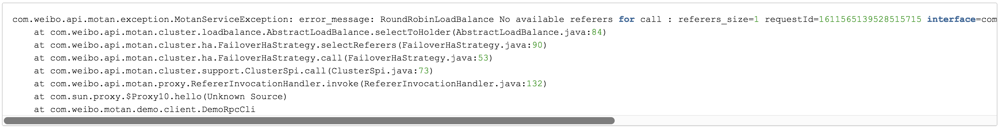 com.weibo.api.motan.exception.MotanServiceException: error_message: RoundRobinLoadBalance No available referers for call : referers_size=1 requestId=1611565139528515715 interface=com
at com.weibo.api.motan.cluster.loadbalance.AbstractLoadBalance.selectToHolder(AbstractLoadBalance.java:84)
at com.weibo.api.motan.cluster.ha.FailoverHaStrategy.selectReferers(FailoverHaStrategy.java:90)
at com.weibo.api.motan.cluster.ha.FailoverHaStrategy.call(FailoverHaStrategy.java:53)
at com.weibo.api.motan.cluster.support.ClusterSpi.call(ClusterSpi.java:73)
at com.weibo.api.motan.proxy.RefererInvocationHandler.invoke(RefererInvocationHandler.java:132)
at com.sun.proxy.$Proxy10.hello(Unknown Source)
at com.weibo.motan.demo.client.DemoRpcCli